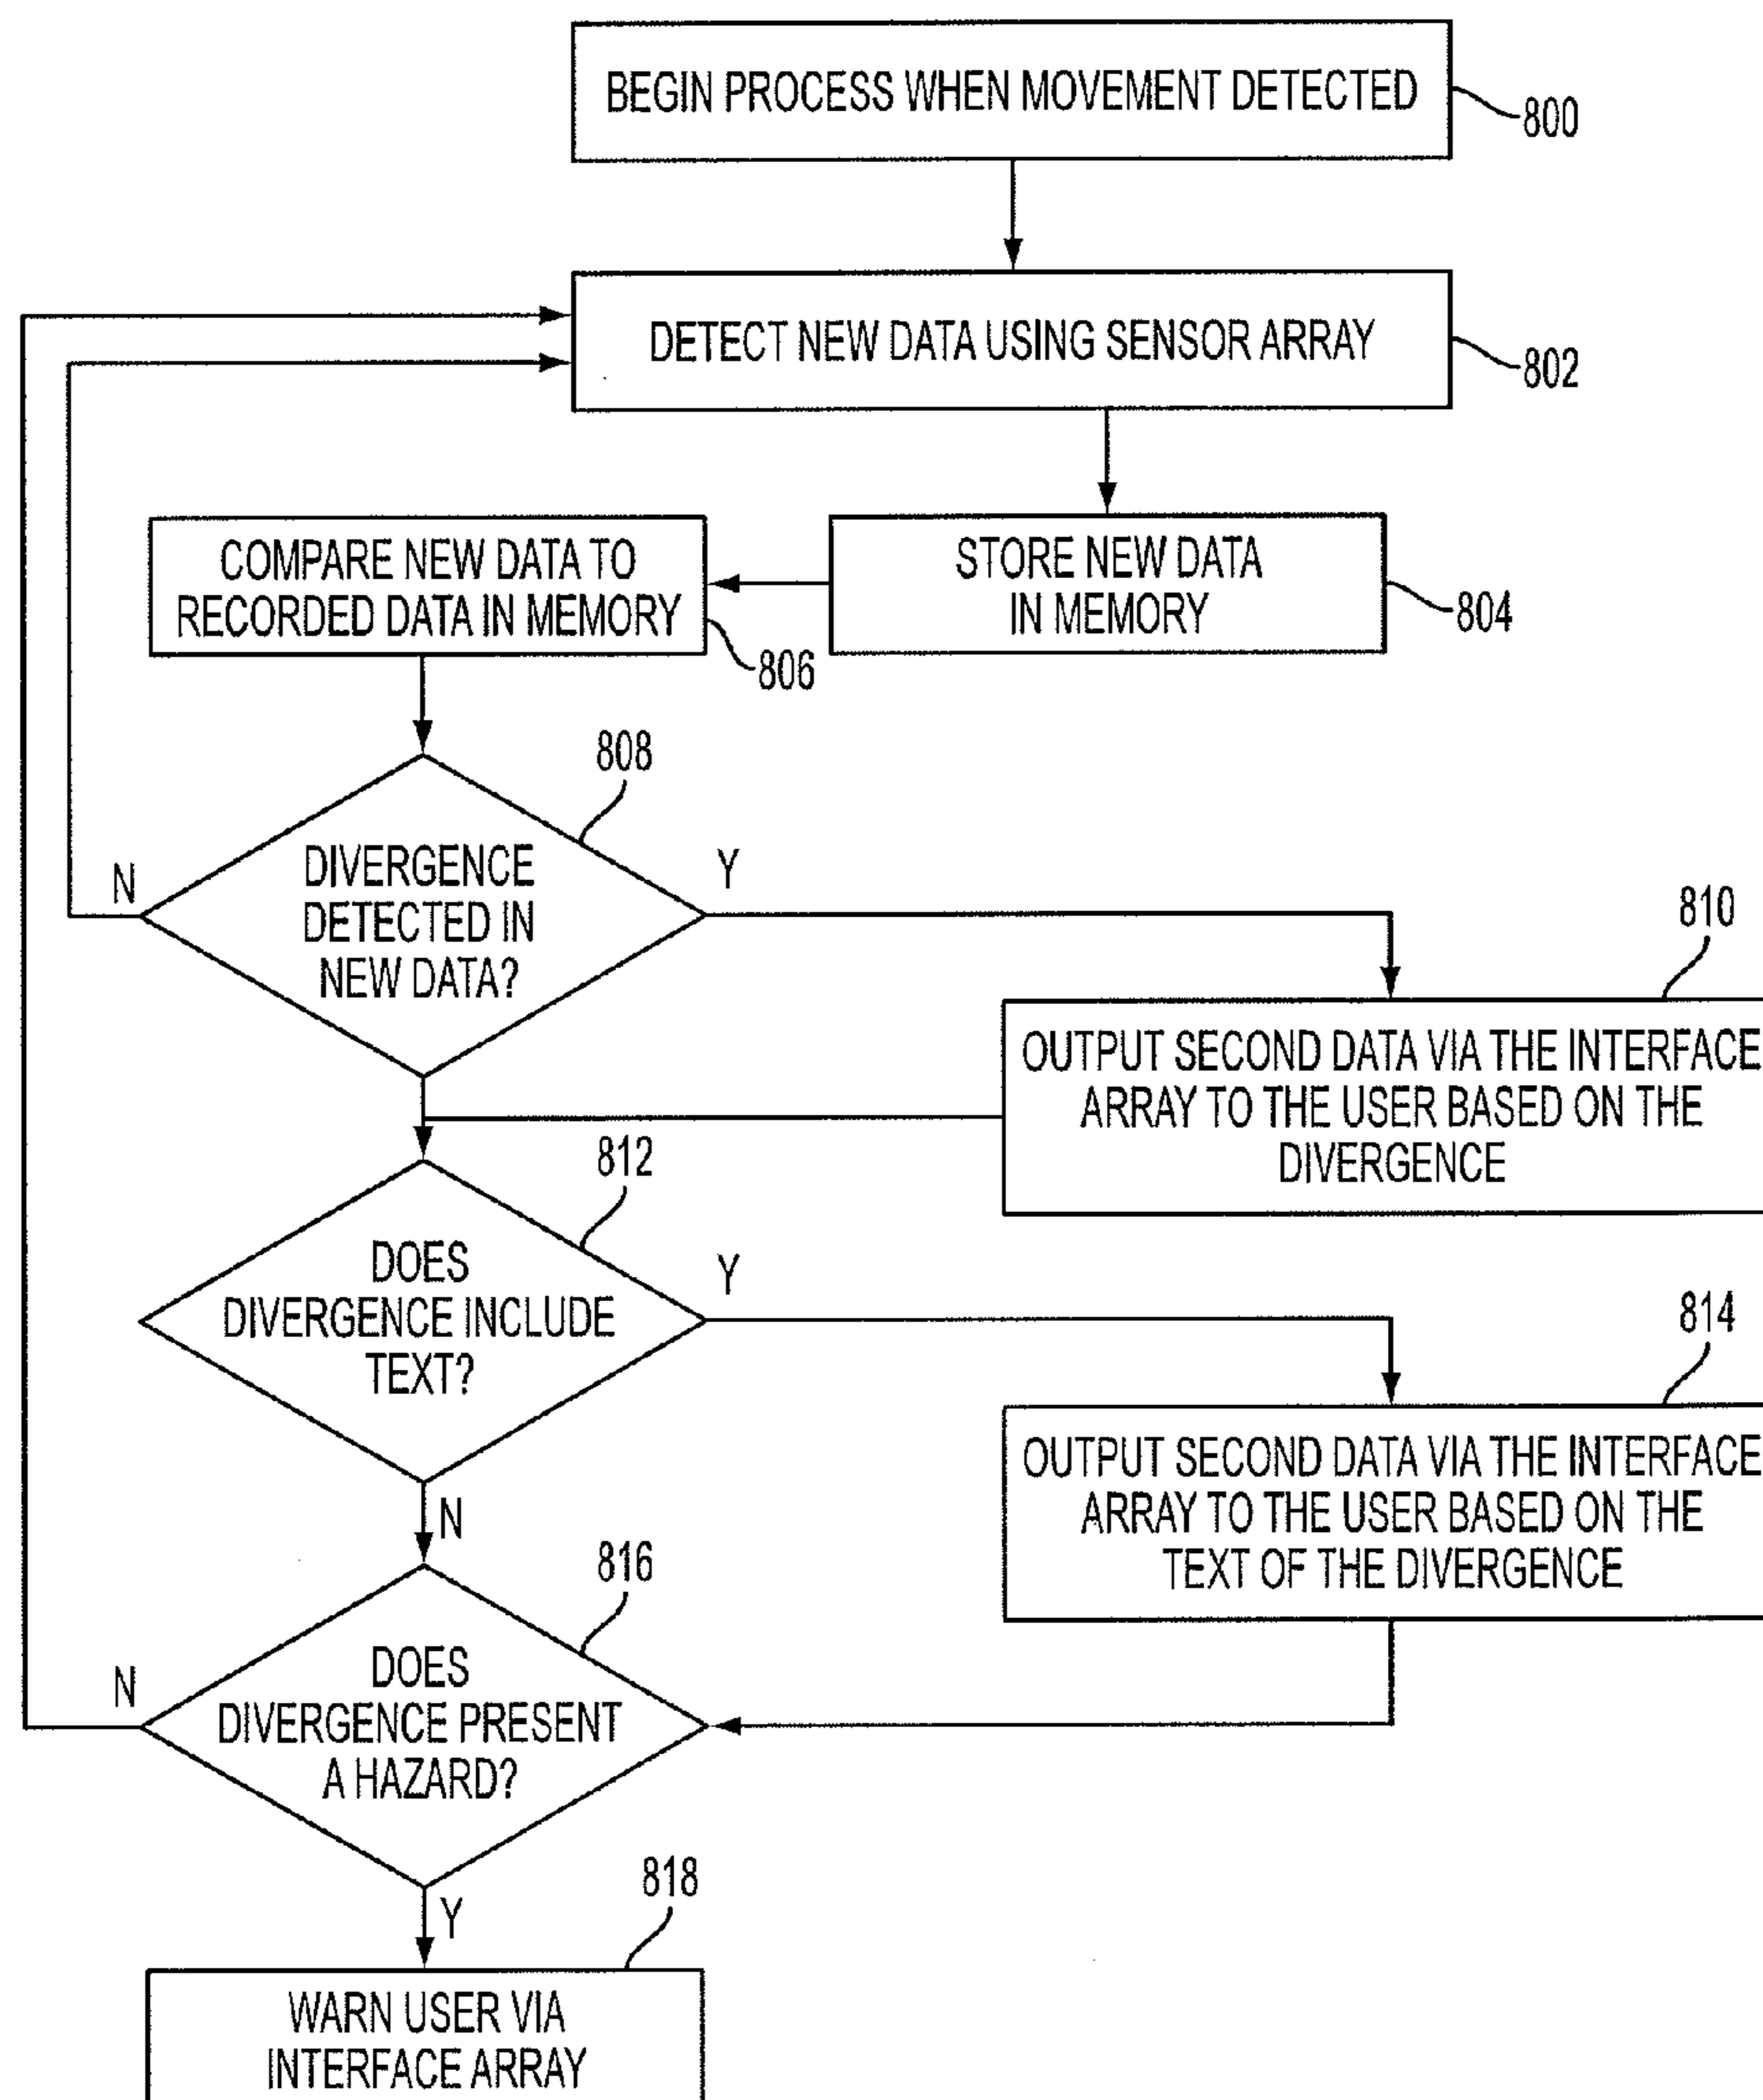 BEGIN PROCESS WHEN MOVEMENT DETECTED
800
DETECT NEW DATA USING SENSOR ARRAY
802
COMPARE NEW DATA TO
RECORDED DATA IN MEMORY
806
STORE NEW DATA
IN MEMORY
804
808
DIVERGENCE
DETECTED IN
NEW DATA?
N
Y
810
OUTPUT SECOND DATA VIA THE INTERFACE
ARRAY TO THE USER BASED ON THE
DIVERGENCE
812
DOES
DIVERGENCE INCLUDE
TEXT?
Y
N
814
OUTPUT SECOND DATA VIA THE INTERFACE
ARRAY TO THE USER BASED ON THE
TEXT OF THE DIVERGENCE
816
DOES
DIVERGENCE PRESENT
A HAZARD?
N
Y
818
WARN USER VIA
INTERFACE ARRAY